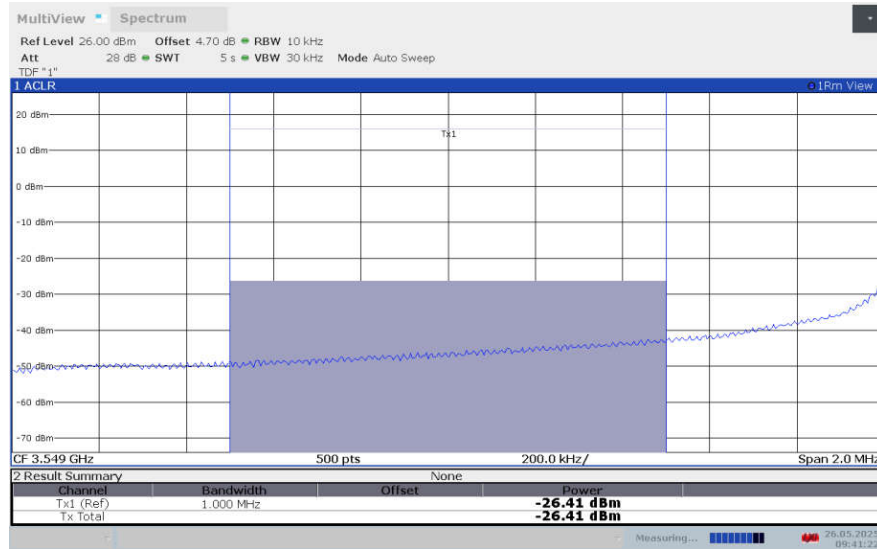 MultiView Spectrum
Ref Level 26.00 dBm Offset 4.70 dB RBW 10 kHz
Att 28 dB SWT 5 s VBW 30 kHz Mode Auto Sweep
TDF "1"
1 ACLR 1Rm View
Tx1
20 dBm
10 dBm
0 dBm
-10 dBm
-20 dBm
-30 dBm
-40 dBm
-50 dBm
-60 dBm
-70 dBm
CF 3.549 GHz 500 pts 200.0 kHz/ Span 2.0 MHz
2 Result Summary None
Channel Bandwidth Offset Power
Tx1 (Ref) 1.000 MHz -26.41 dBm
Tx Total -26.41 dBm
Measuring... 26.05.2025
09:41:22